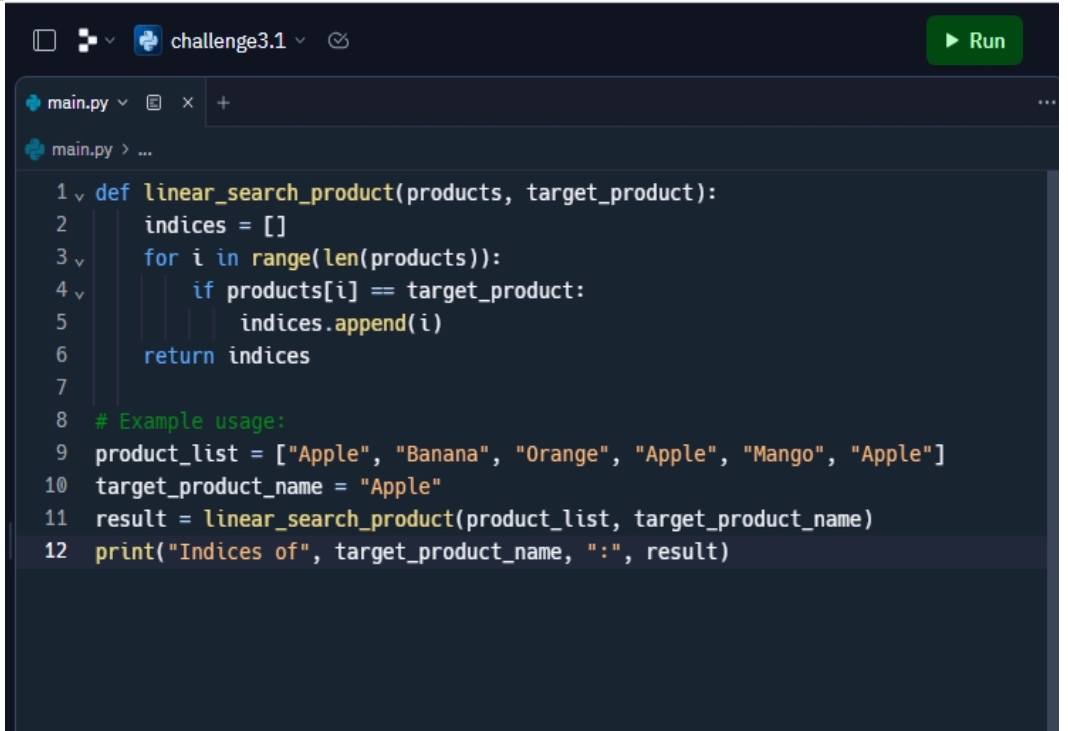 challenge3.1
Run
main.py
main.py > ...
1 def linear_search_product(products, target_product):
2     indices = []
3     for i in range(len(products)):
4         if products[i] == target_product:
5             indices.append(i)
6     return indices
7
8 # Example usage:
9 product_list = ["Apple", "Banana", "Orange", "Apple", "Mango", "Apple"]
10 target_product_name = "Apple"
11 result = linear_search_product(product_list, target_product_name)
12 print("Indices of", target_product_name, ":", result)